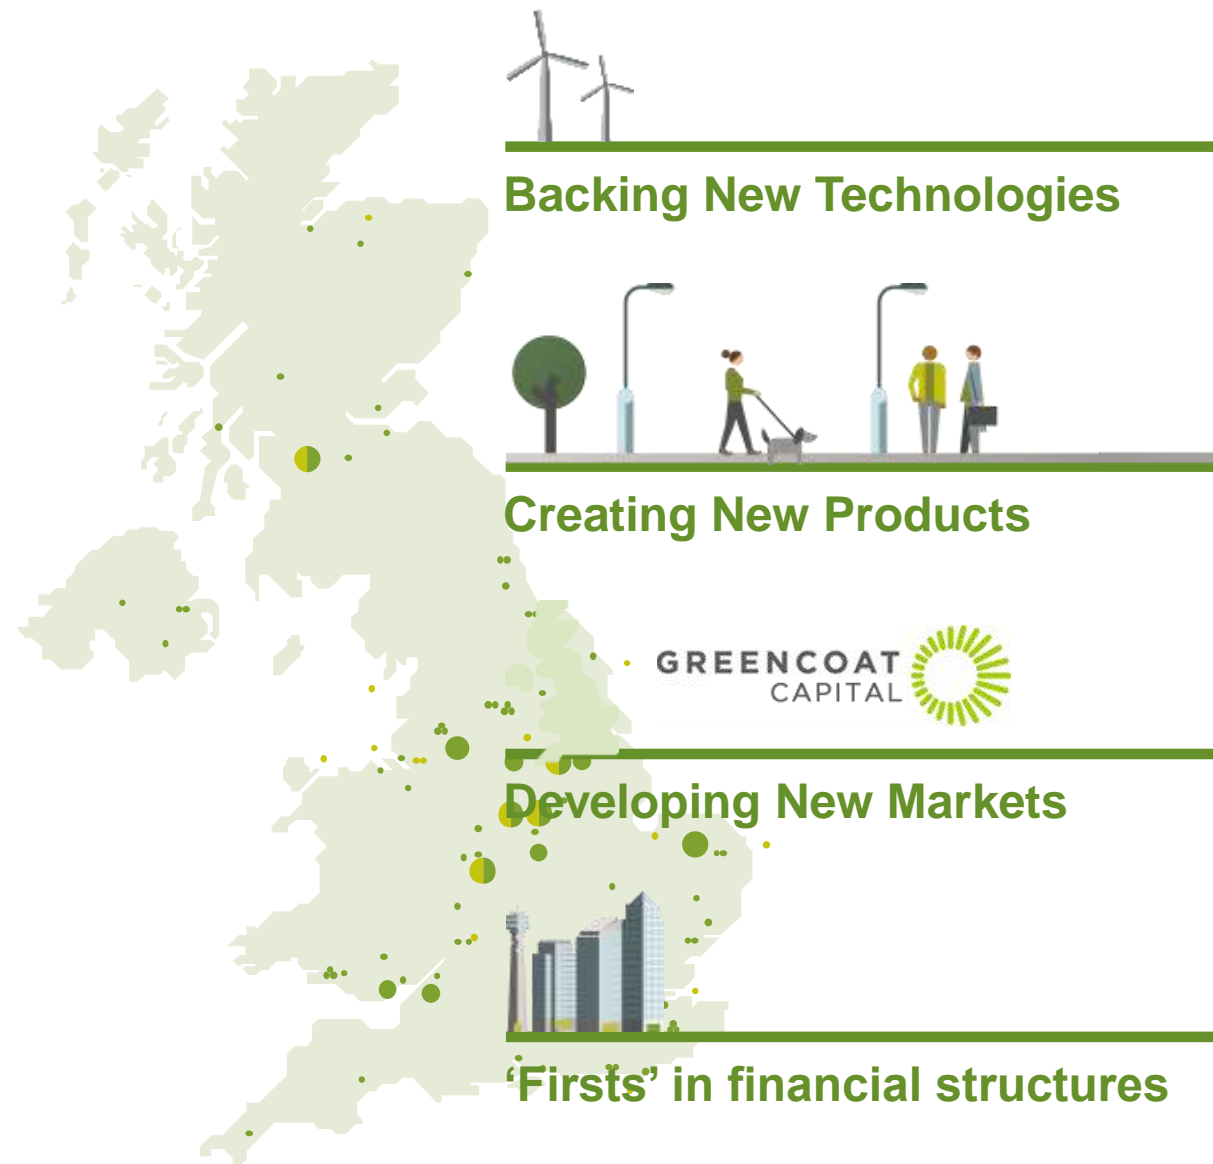 Backing New Technologies
Creating New Products
GREENCOAT
CAPITAL
Developing New Markets
‘Firsts’ in financial structures